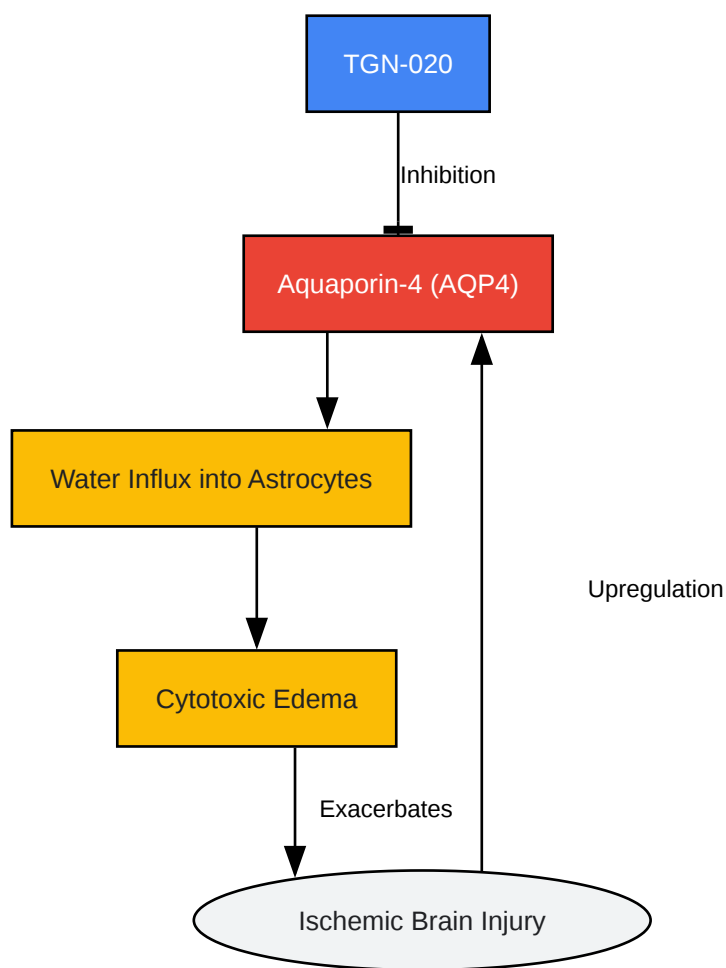 TGN-020
Inhibition
Aquaporin-4 (AQP4)
Water Influx into Astrocytes
Upregulation
Cytotoxic Edema
Exacerbates
Ischemic Brain Injury